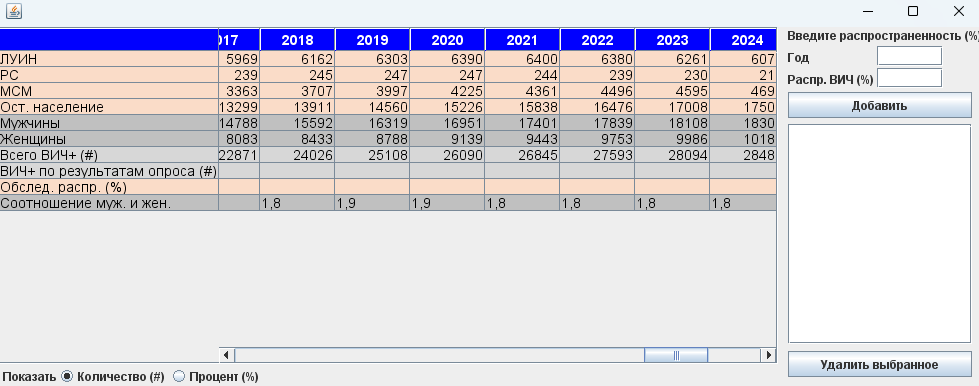 017 2018 2019 2020 2021 2022 2023 2024
ЛУИН 5969 6162 6303 6390 6400 6380 6261 607
РС 239 245 247 247 244 239 230 21
МСМ 3363 3707 3997 4225 4361 4496 4595 469
Ост. население 13299 13911 14560 15226 15838 16476 17008 1750
Мужчины 14788 15592 16319 16951 17401 17839 18108 1830
Женщины 8083 8433 8788 9139 9443 9753 9986 1018
Всего ВИЧ+ (#) 22871 24026 25108 26090 26845 27593 28094 2848
ВИЧ+ по результатам опроса (#)
Обслед. распр. (%)
Соотношение муж. и жен. 1,8 1,9 1,9 1,8 1,8 1,8 1,8
Показать Количество (#) Процент (%)
Введите распространенность (%)
Год
Распр. ВИЧ (%)
Добавить
Удалить выбранное